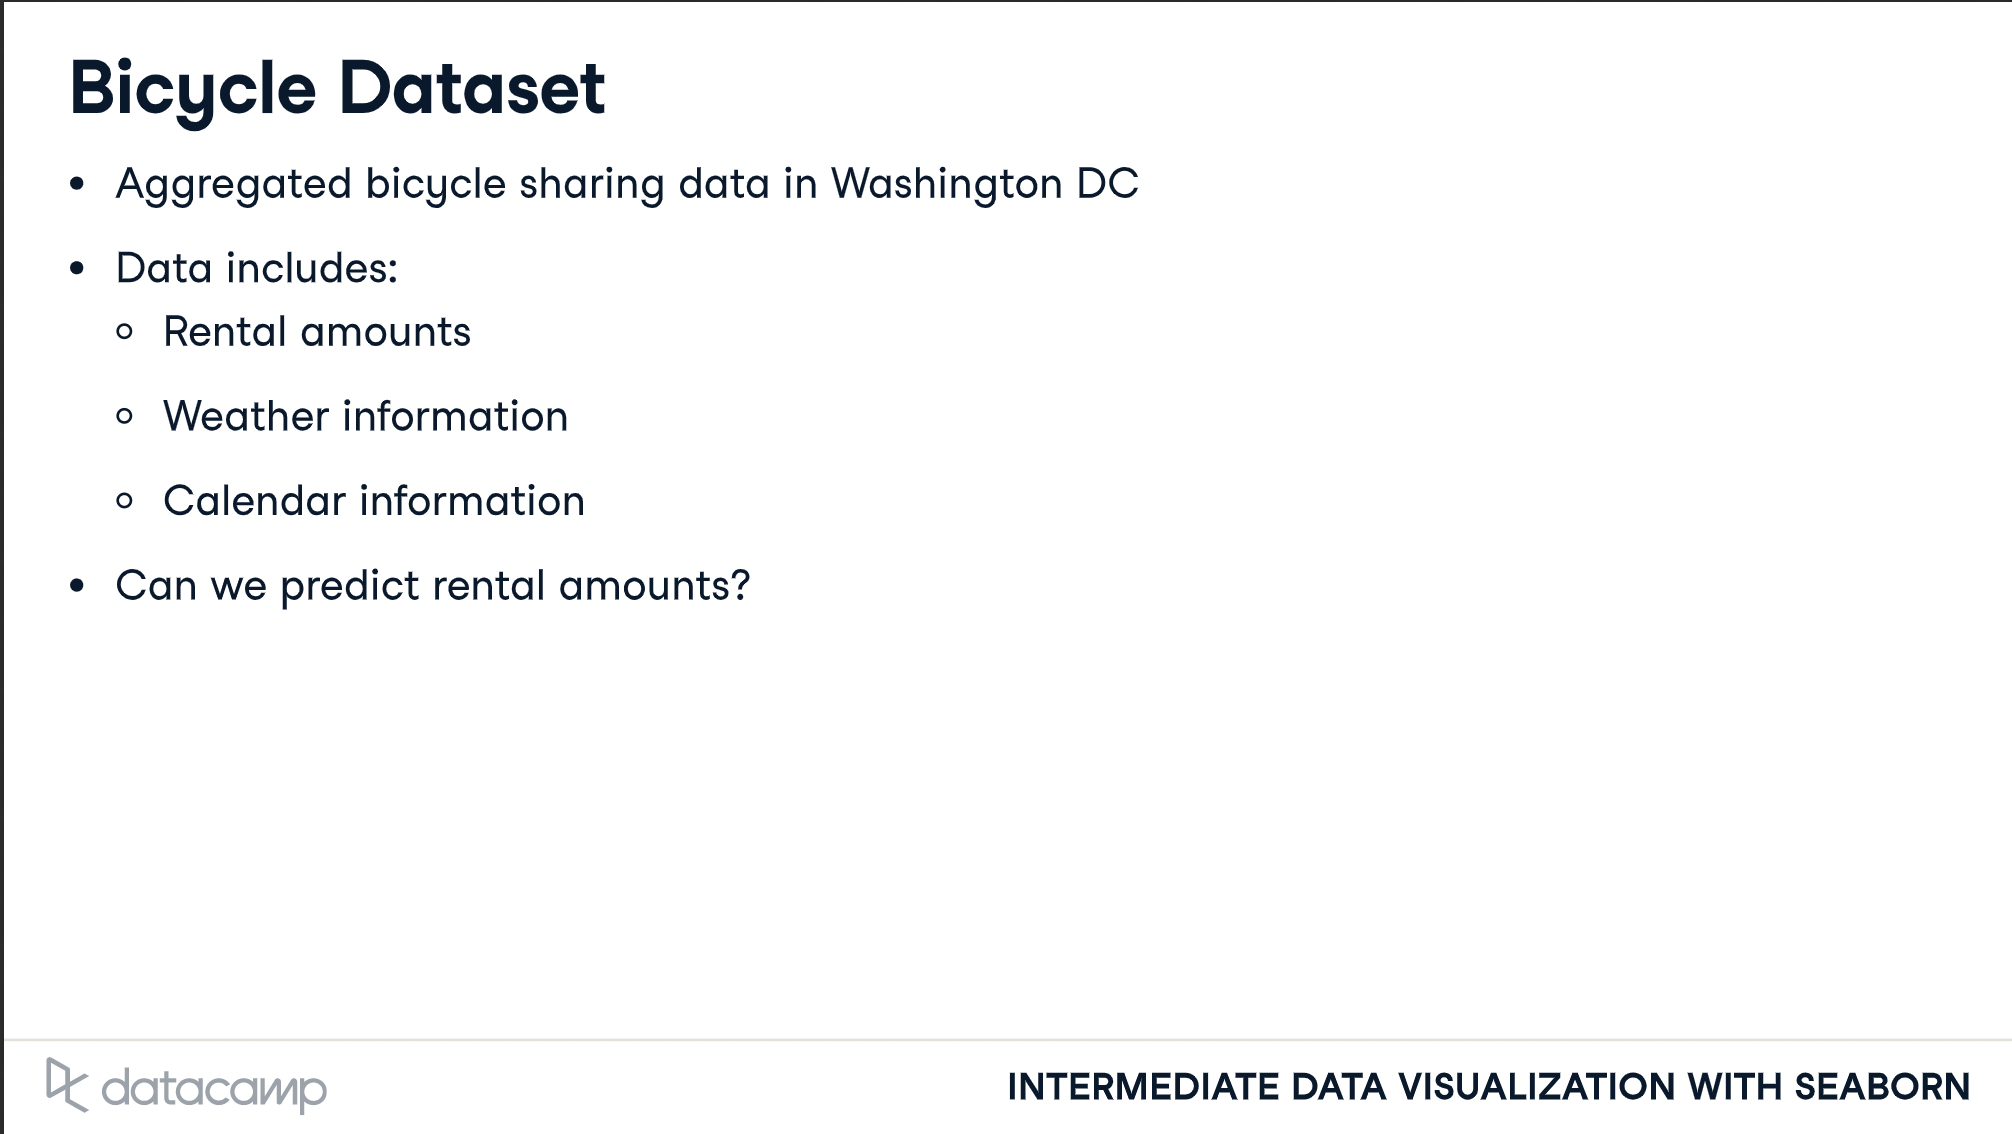 Bicycle Dataset
• Aggregated bicycle sharing data in Washington DC
• Data includes:
○ Rental amounts
○ Weather information
○ Calendar information
• Can we predict rental amounts?
datacamp
INTERMEDIATE DATA VISUALIZATION WITH SEABORN